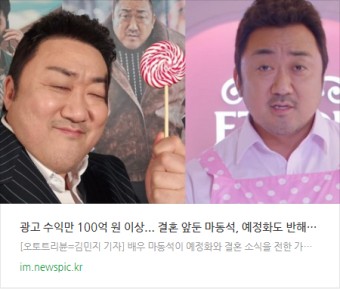 광고 수익만 100억 원 이상... 결혼 앞둔 마동석, 예정화도 반해…
[오토트리뷴=김민지 기자] 배우 마동석이 예정화와 결혼 소식을 전한 가…
im.newspic.kr